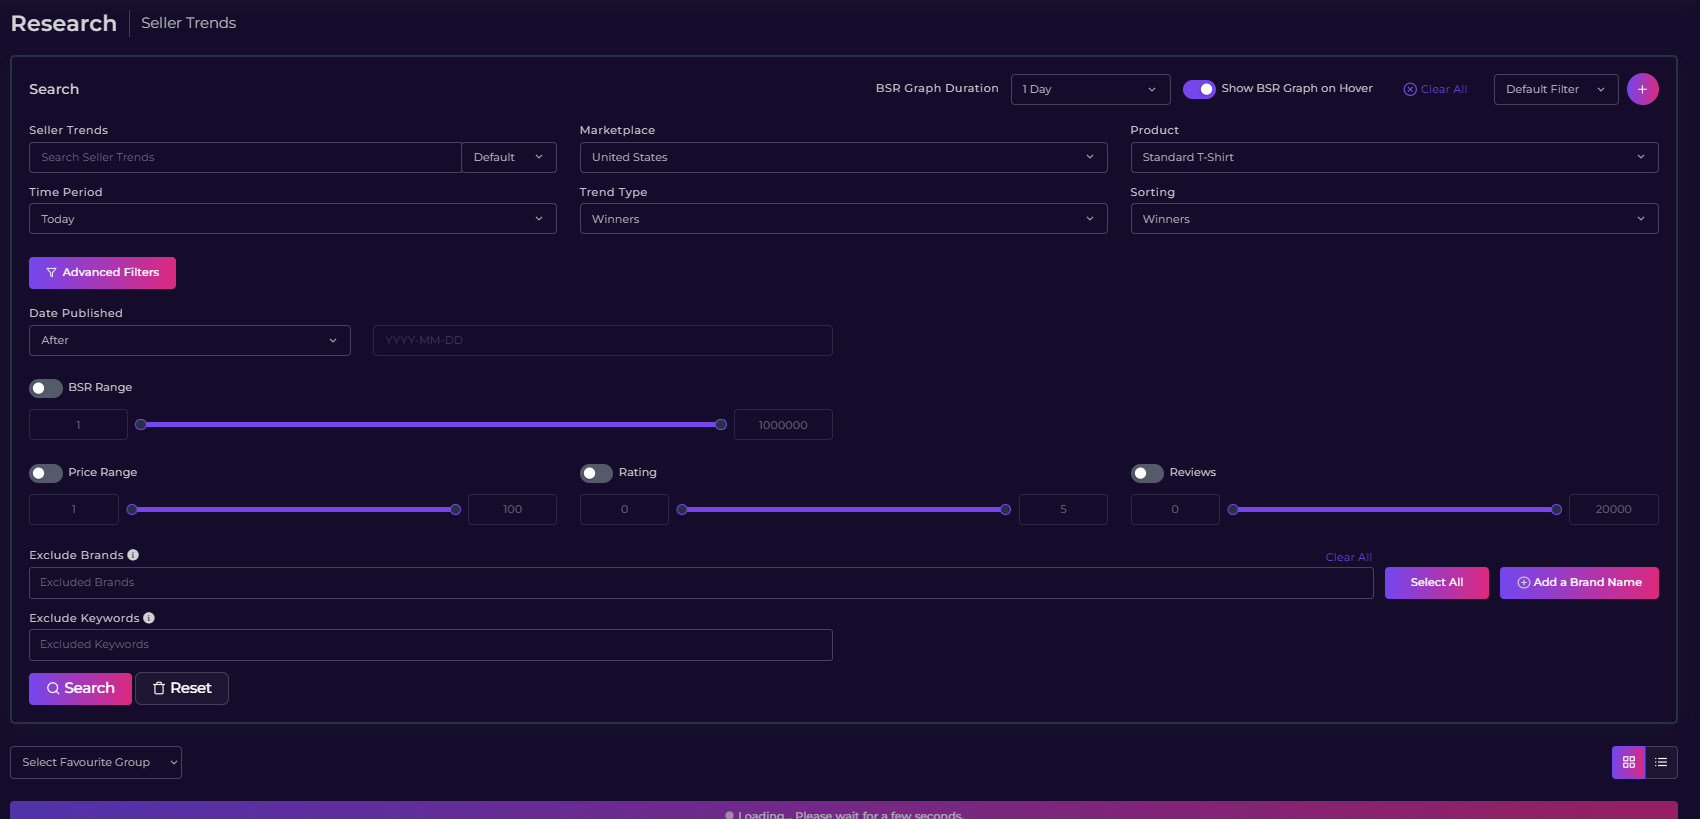 Research Seller Trends
Search BSR Graph Duration 1 Day Show BSR Graph on Hover Clear All Default Filter +
Seller Trends Marketplace Product
Search Seller Trends Default United States Standard T-Shirt
Time Period Trend Type Sorting
Today Winners Winners
Advanced Filters
Date Published
After YYYY-MM-DD
BSR Range
1 1000000
Price Range Rating Reviews
1 100 0 5 0 20000
Exclude Brands Clear All
Excluded Brands Select All Add a Brand Name
Exclude Keywords
Excluded Keywords
Search Reset
Select Favourite Group
Loading... Please wait for a few seconds.